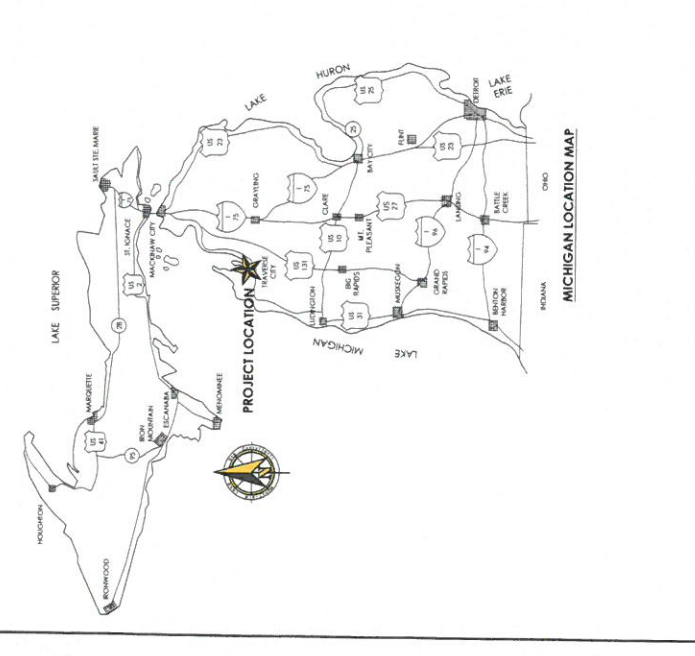 LAKE SUPERIOR
HOUGHTON
MARQUETTE
IRONWOOD
US
41
95
IRON
MOUNTAIN
ESCANABA
MENOMINEE
28
US
2
SAULT STE. MARIE
ST. IGNACE
MACKINAW CITY
PROJECT LOCATION
TRAVERSE
CITY
LAKE
HURON
US
23
I
75
GRAYLING
I
75
US
131
25
US
25
CLARE
US
10
MT.
PLEASANT
BAY CITY
FLINT
US
23
US
27
LUDINGTON
BIG
RAPIDS
US
31
MUSKEGON
GRAND
RAPIDS
I
96
LANSING
DETROIT
LAKE
ERIE
LAKE
MICHIGAN
BENTON
HARBOR
I
94
BATTLE
CREEK
INDIANA
OHIO
N
MICHIGAN LOCATION MAP